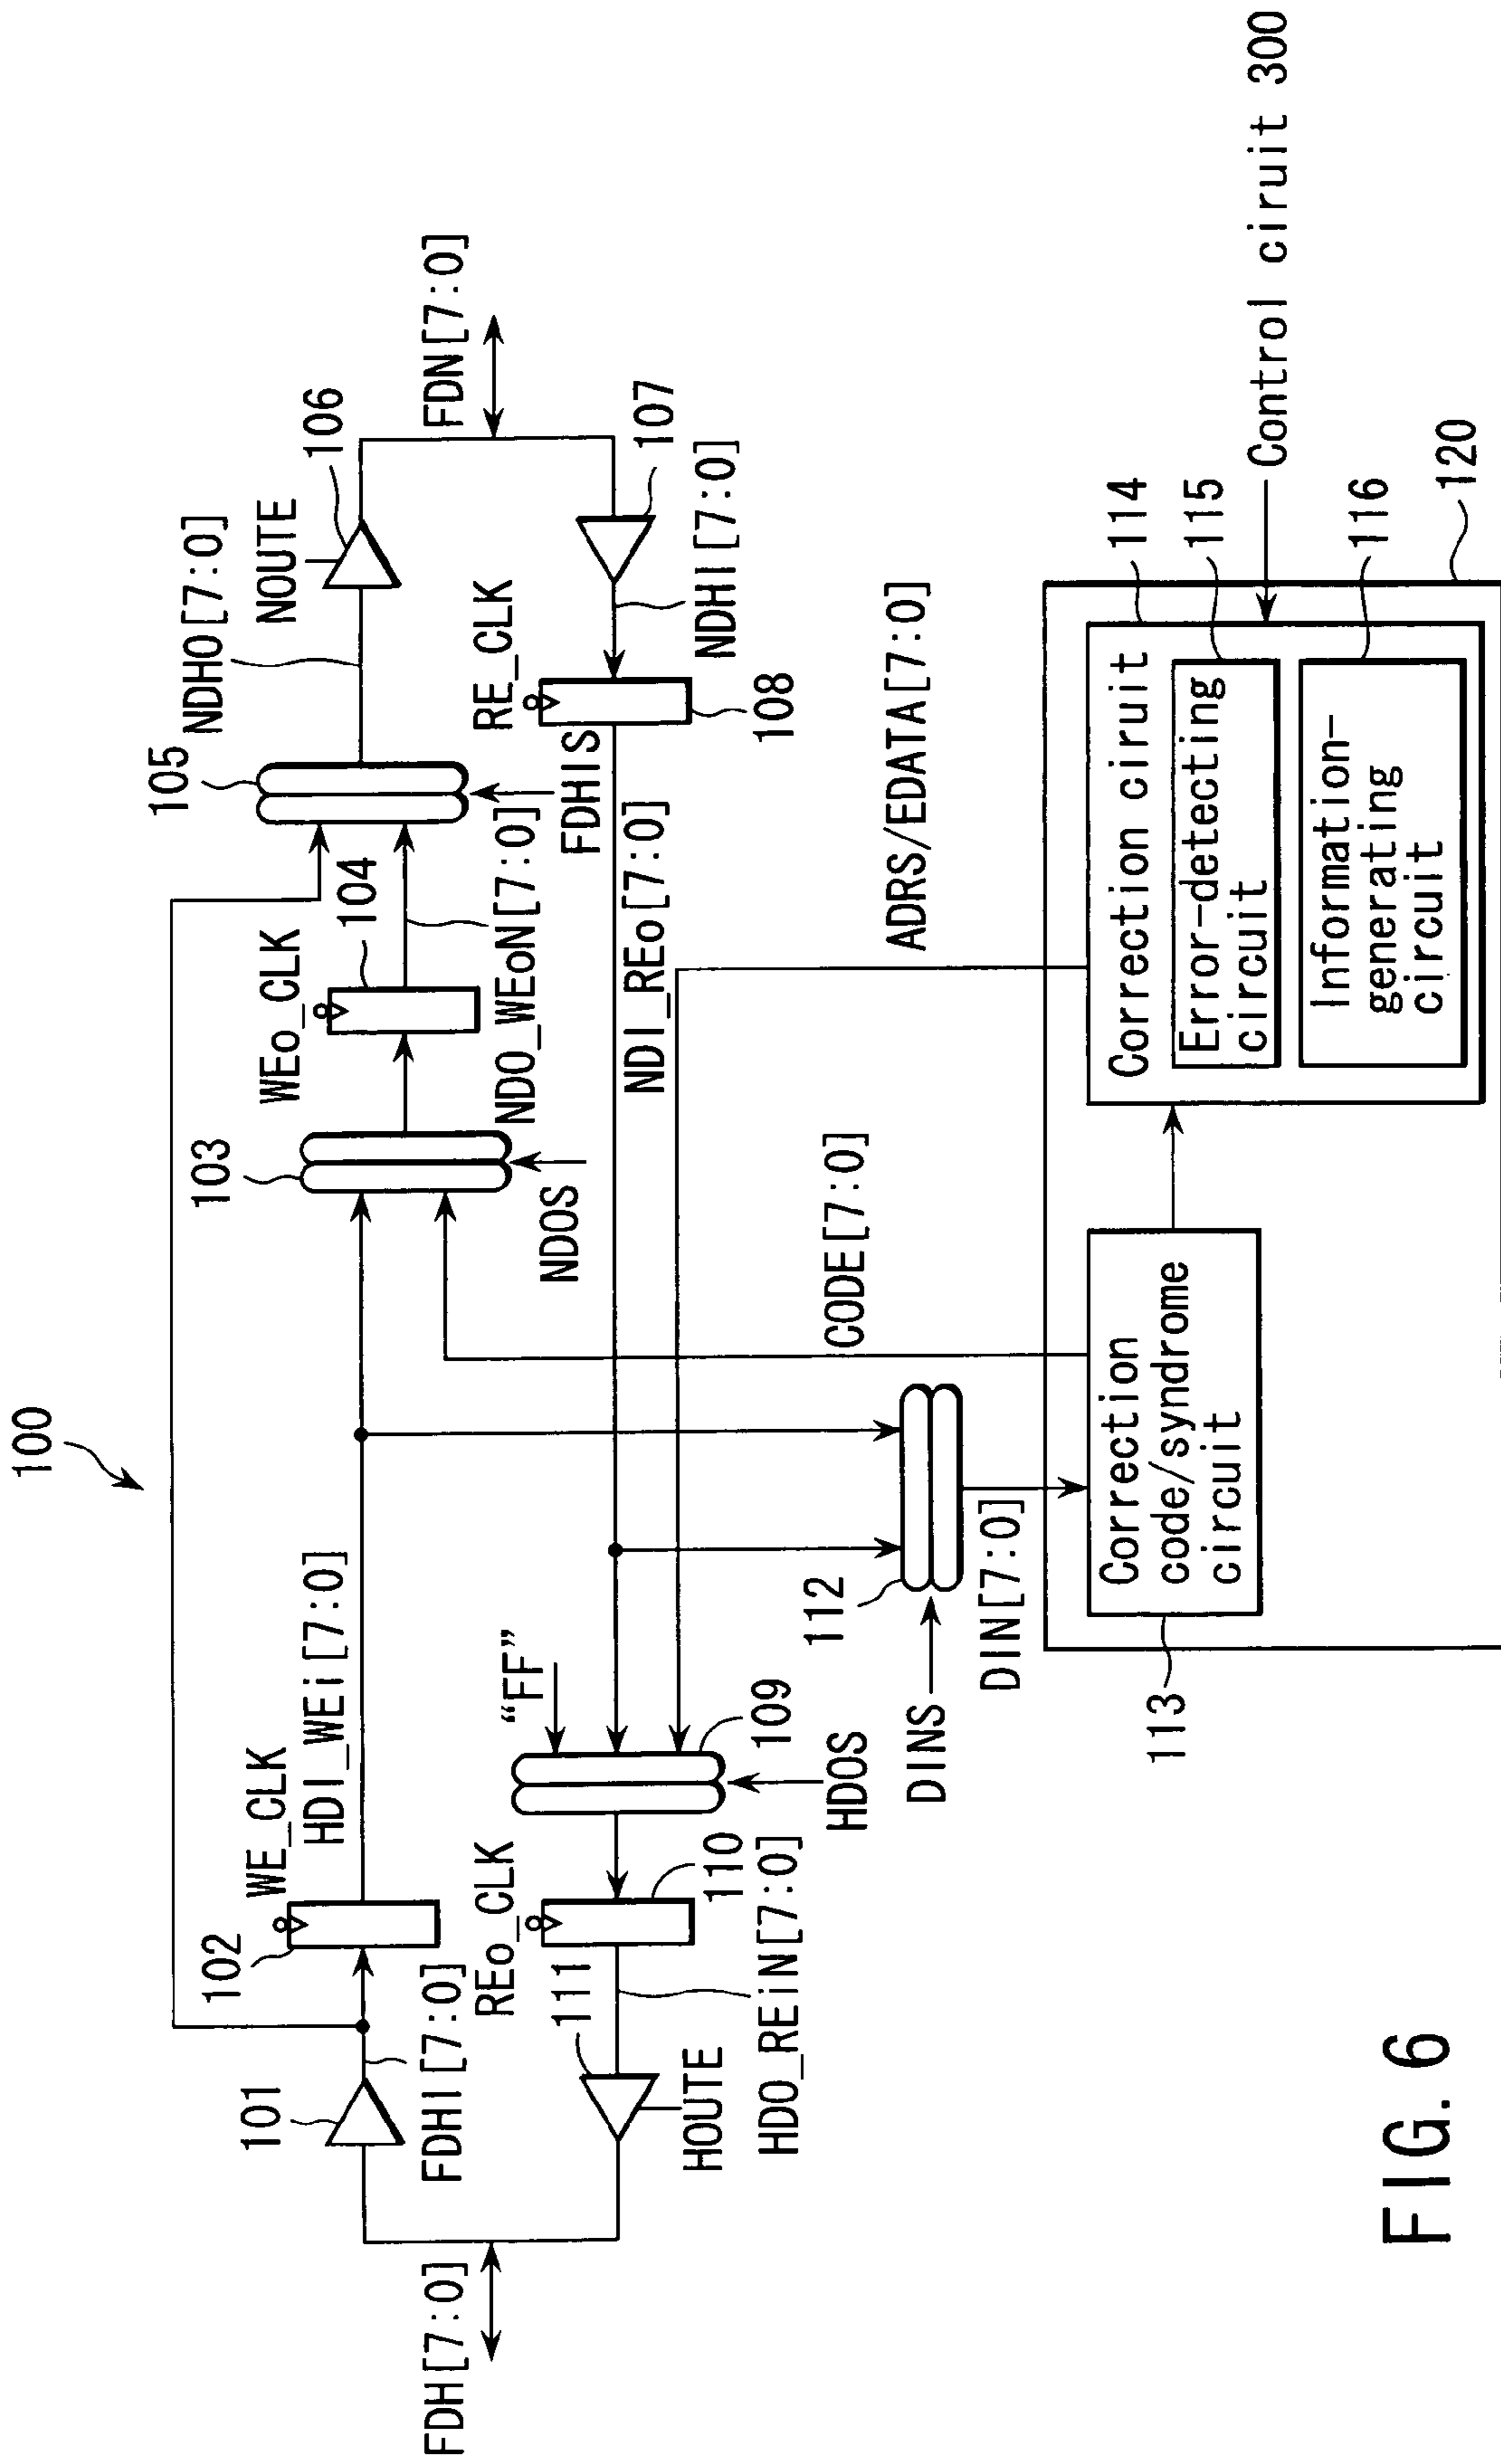 100
FDH[7:0]
101
FDHI[7:0]
102
WE_CLK
HDI_WEi[7:0]
103
NDOS
WEo_CLK
104
NDO_WEoN[7:0]
105
FDHIS
NDHO[7:0]
NOUTE
106
FDN[7:0]
107
NDHI[7:0]
RE_CLK
108
NDI_REo[7:0]
"FF"
109
HDOS
REo_CLK
110
HDO_REiN[7:0]
111
HOUTE
112
DINS
DIN[7:0]
CODE[7:0]
ADRS/EDATA[7:0]
113
Correction
code/syndrome
circuit
Correction ciruit
Error-detecting
circuit
Information-
generating
circuit
114
115
116
120
Control ciruit 300
FIG. 6